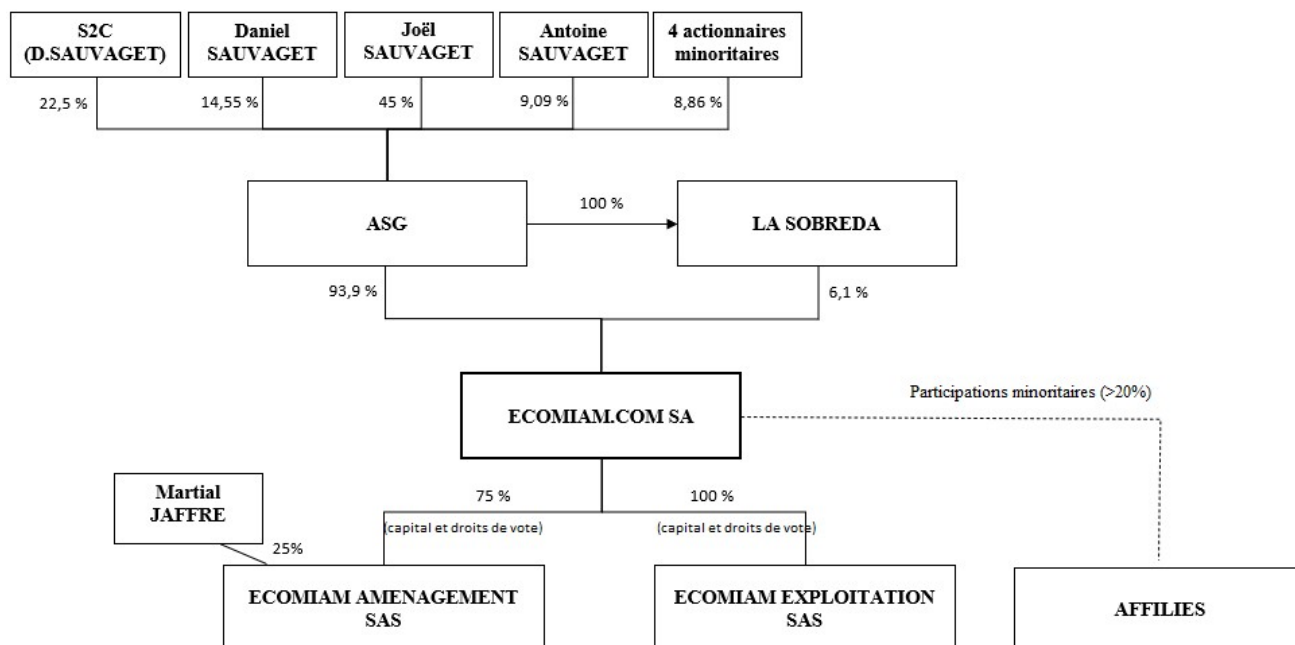 S2C
(D.SAUVAGET)
Daniel
SAUVAGET
Joël
SAUVAGET
Antoine
SAUVAGET
4 actionnaires
minoritaires
22,5 %
14,55 %
45 %
9,09 %
8,86 %
ASG
100 %
LA SOBREDA
93,9 %
6,1 %
ECOMIAM.COM SA
Participations minoritaires (>20%)
Martial
JAFFRE
25%
75 %
(capital et droits de vote)
100 %
(capital et droits de vote)
ECOMIAM AMENAGEMENT
SAS
ECOMIAM EXPLOITATION
SAS
AFFILIES